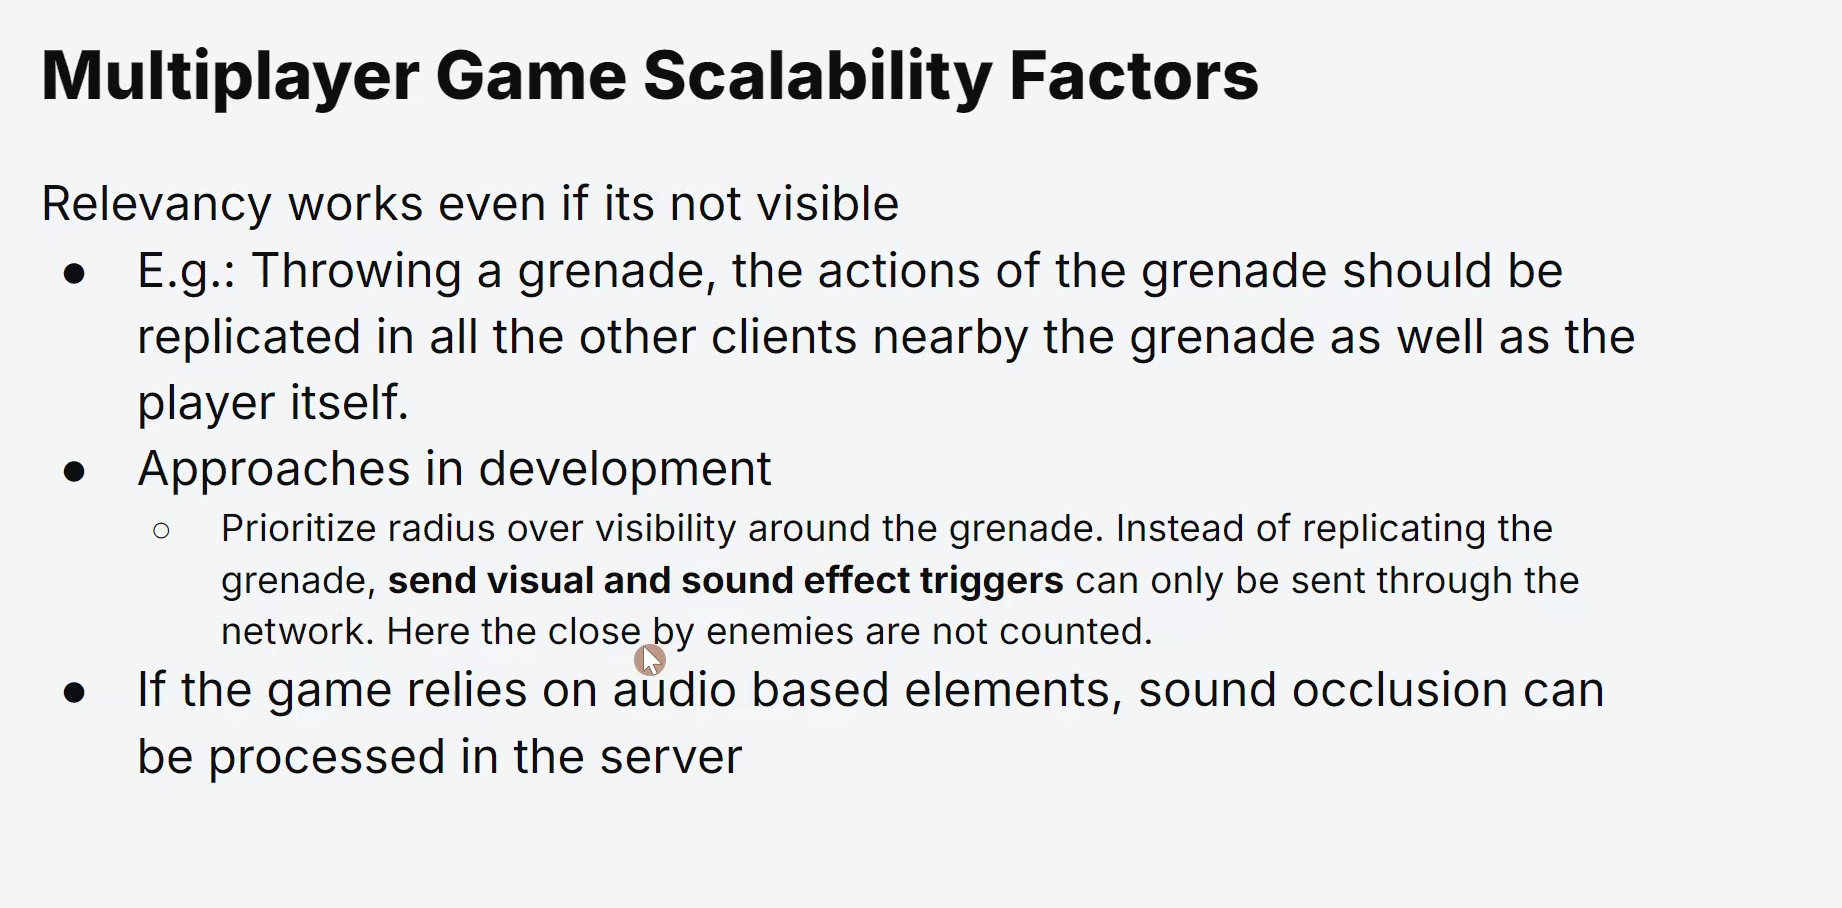 Multiplayer Game Scalability Factors
Relevancy works even if its not visible
● E.g.: Throwing a grenade, the actions of the grenade should be
replicated in all the other clients nearby the grenade as well as the
player itself.
● Approaches in development
○ Prioritize radius over visibility around the grenade. Instead of replicating the
grenade, send visual and sound effect triggers can only be sent through the
network. Here the close by enemies are not counted.
● If the game relies on audio based elements, sound occlusion can
be processed in the server